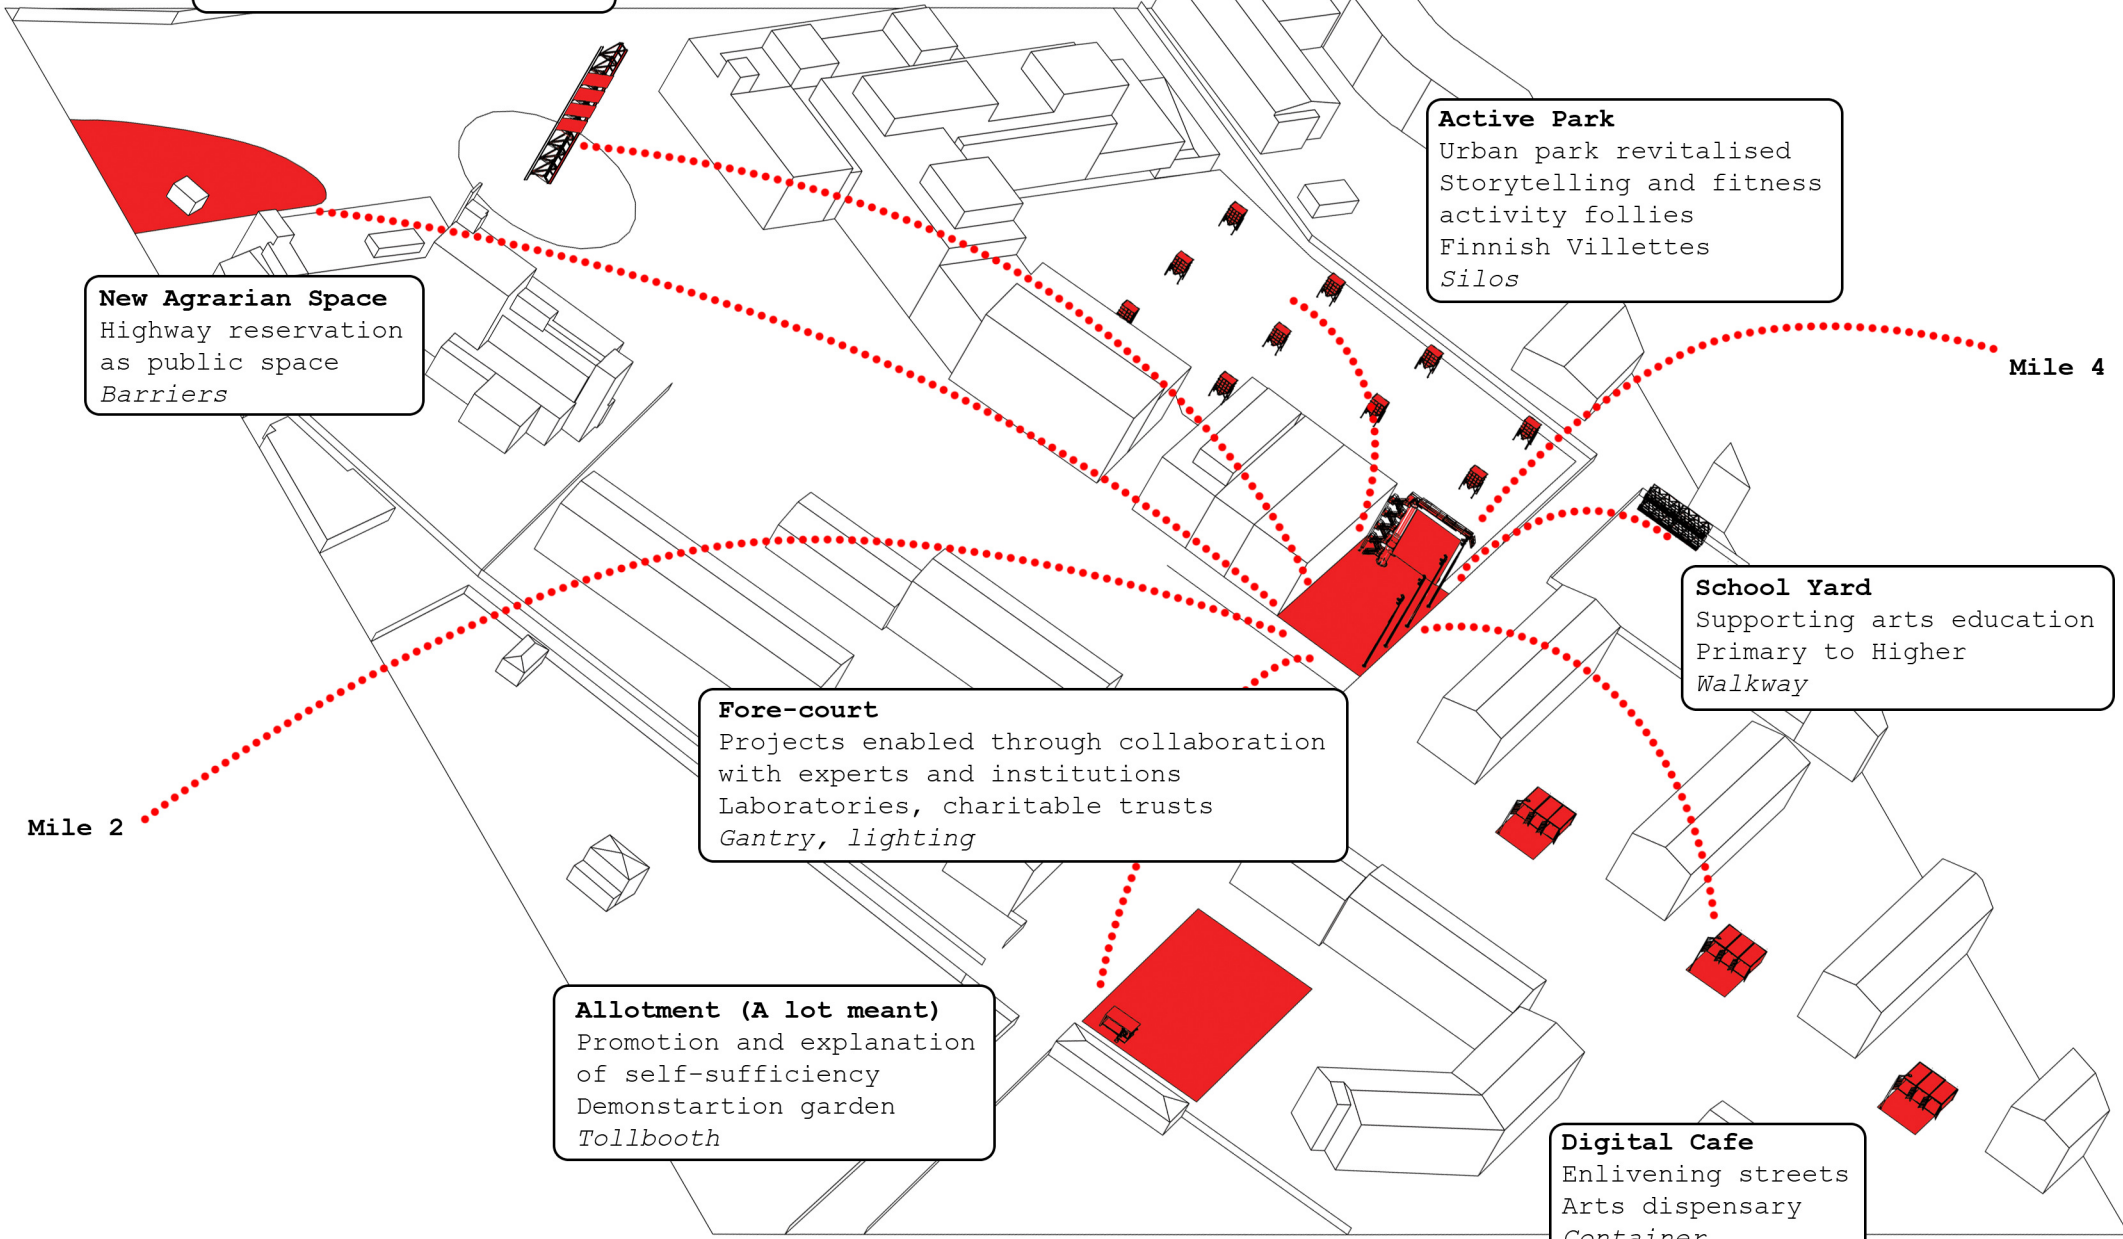 Active Park
Urban park revitalised
Storytelling and fitness
activity follies
Finnish Villettes
Silos
New Agrarian Space
Highway reservation
as public space
Barriers
Mile 4
School Yard
Supporting arts education
Primary to Higher
Walkway
Fore-court
Projects enabled through collaboration
with experts and institutions
Laboratories, charitable trusts
Gantry, lighting
Mile 2
Allotment (A lot meant)
Promotion and explanation
of self-sufficiency
Demonstartion garden
Tollbooth
Digital Cafe
Enlivening streets
Arts dispensary
Container